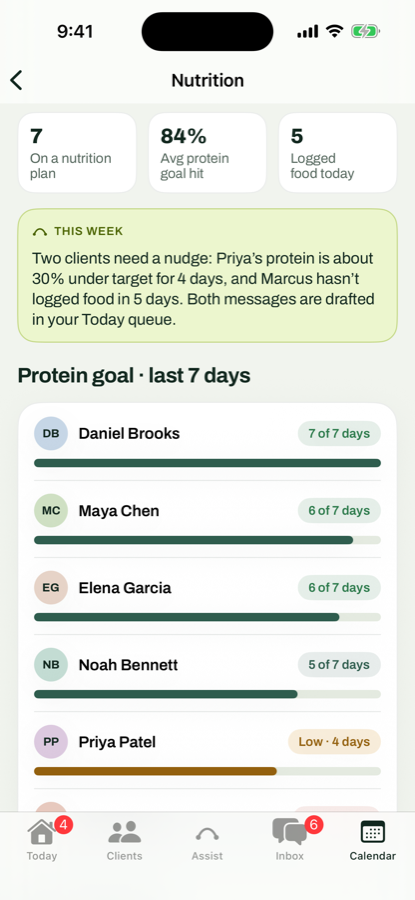 9:41
Nutrition
7
On a nutrition
plan
84%
Avg protein
goal hit
5
Logged
food today
THIS WEEK
Two clients need a nudge: Priya’s protein is about
30% under target for 4 days, and Marcus hasn’t
logged food in 5 days. Both messages are drafted
in your Today queue.
Protein goal · last 7 days
DB Daniel Brooks 7 of 7 days
MC Maya Chen 6 of 7 days
EG Elena Garcia 6 of 7 days
NB Noah Bennett 5 of 7 days
PP Priya Patel Low · 4 days
4 6
Today Clients Assist Inbox Calendar